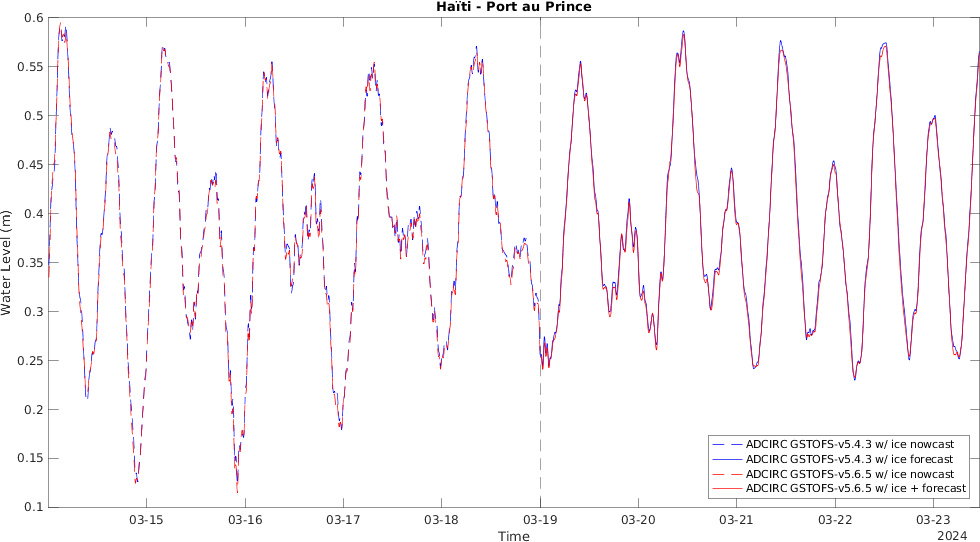 Haïti - Port au Prince
Water Level (m)
0.6
0.55
0.5
0.45
0.4
0.35
0.3
0.25
0.2
0.15
0.1
ADCIRC GSTOFS-v5.4.3 w/ ice nowcast
ADCIRC GSTOFS-v5.4.3 w/ ice forecast
ADCIRC GSTOFS-v5.6.5 w/ ice nowcast
ADCIRC GSTOFS-v5.6.5 w/ ice + forecast
03-15 03-16 03-17 03-18 03-19 03-20 03-21 03-22 03-23
Time
2024